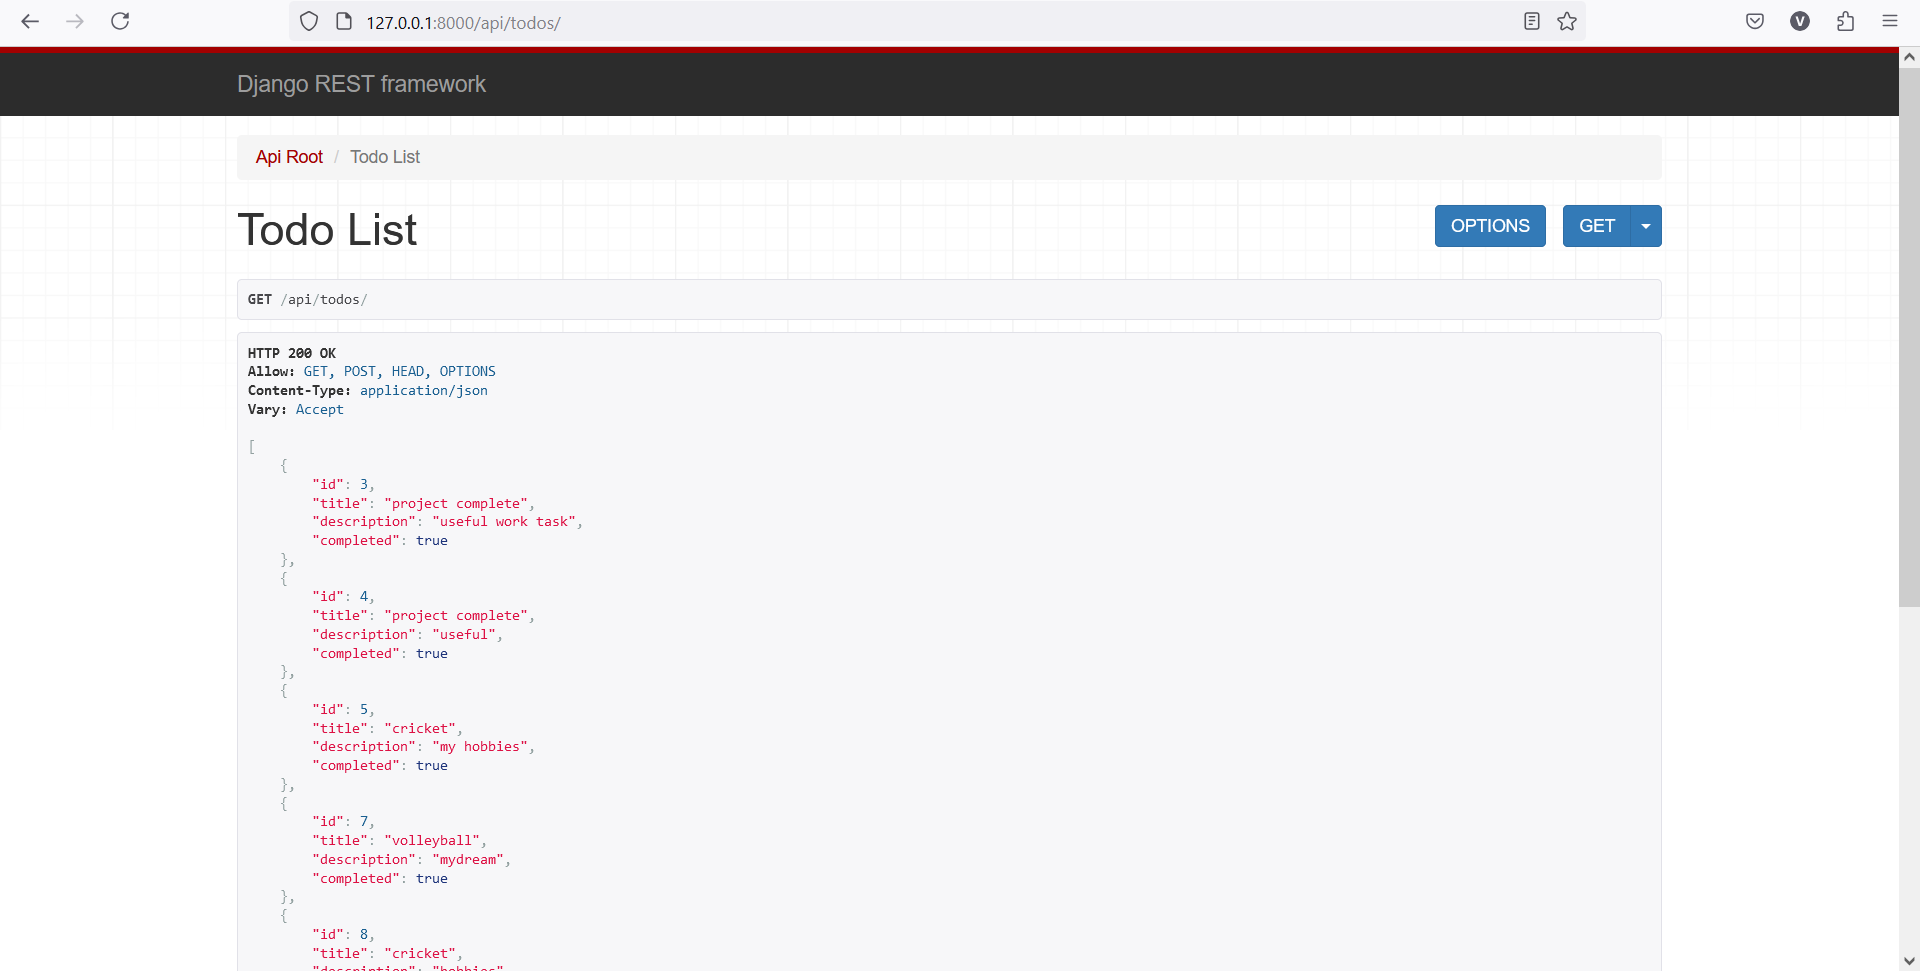 127.0.0.1:8000/api/todos/
V
Django REST framework
Api Root / Todo List
Todo List
OPTIONS
GET
GET /api/todos/
HTTP 200 OK
Allow: GET, POST, HEAD, OPTIONS
Content-Type: application/json
Vary: Accept
[
    {
        "id": 3,
        "title": "project complete",
        "description": "useful work task",
        "completed": true
    },
    {
        "id": 4,
        "title": "project complete",
        "description": "useful",
        "completed": true
    },
    {
        "id": 5,
        "title": "cricket",
        "description": "my hobbies",
        "completed": true
    },
    {
        "id": 7,
        "title": "volleyball",
        "description": "mydream",
        "completed": true
    },
    {
        "id": 8,
        "title": "cricket",
        "description": "hobbies"